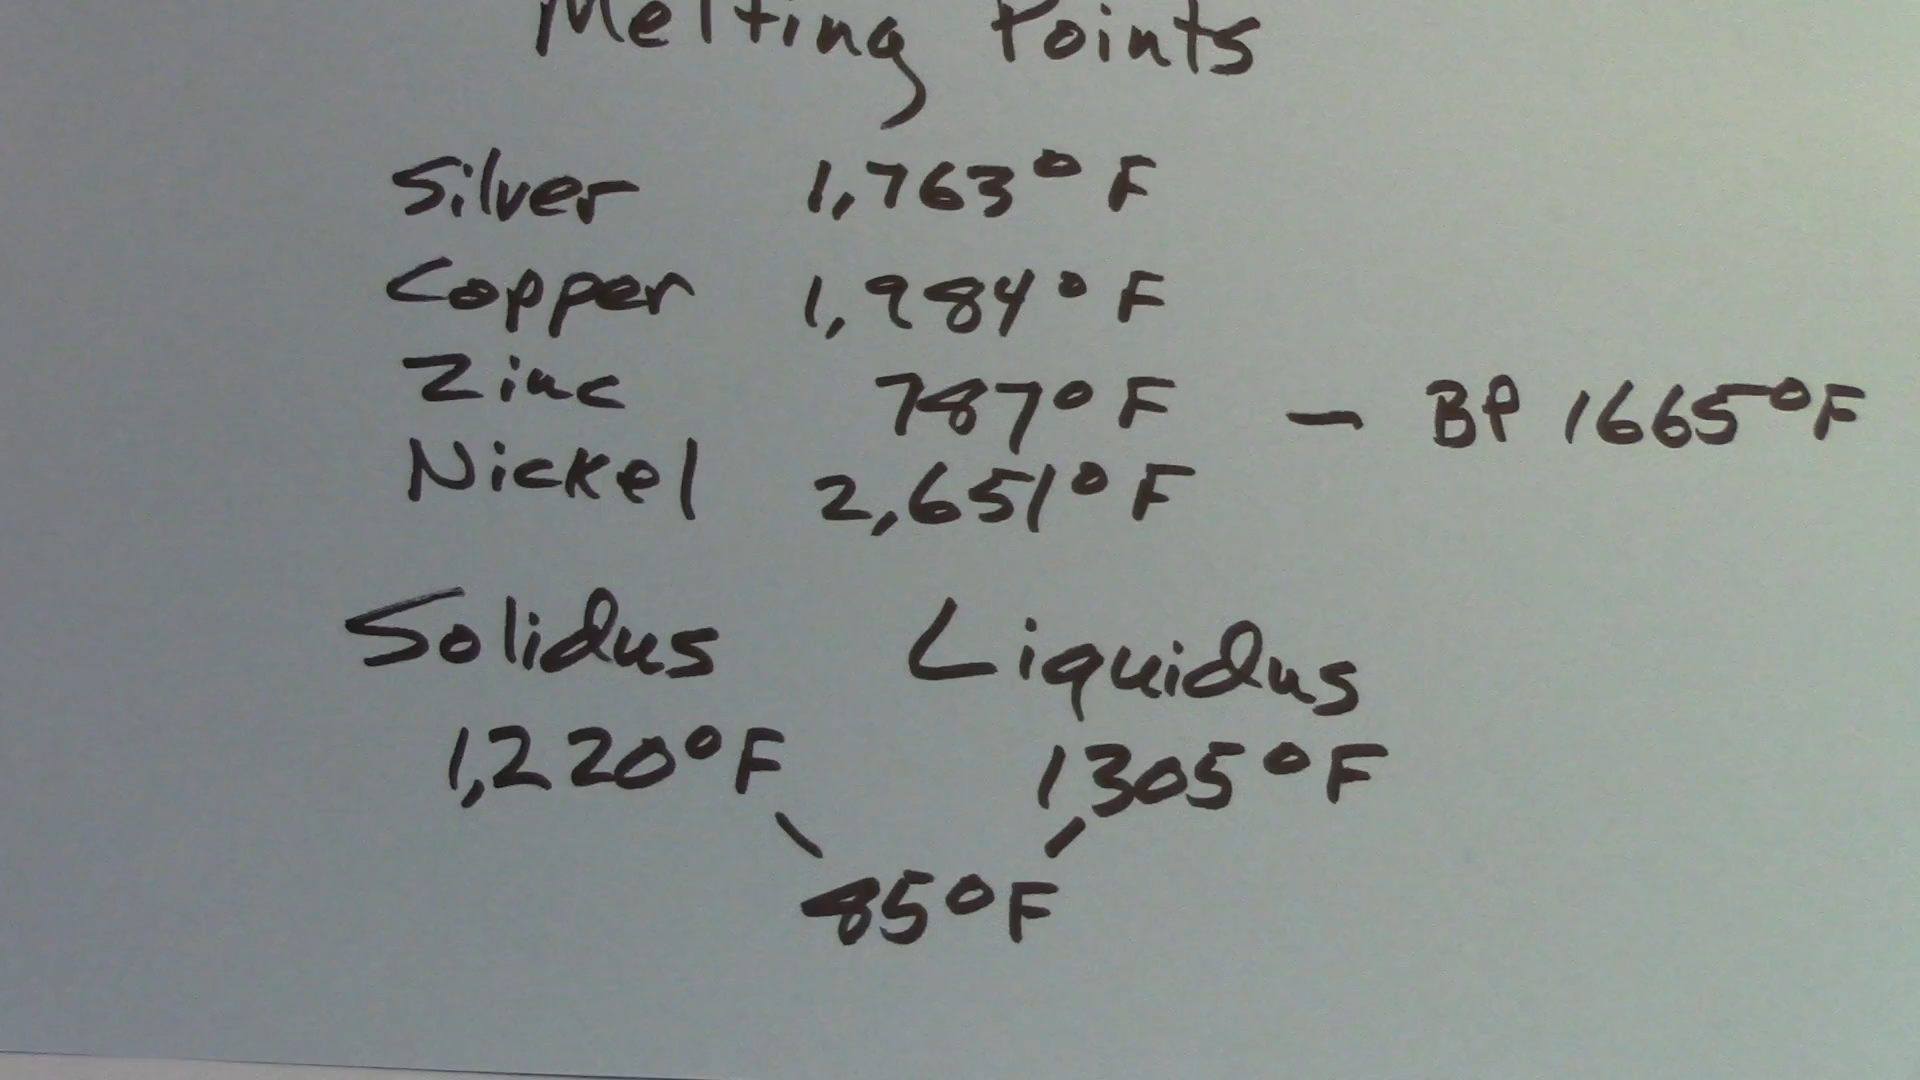 Melting Points
Silver 1,763° F
Copper 1,984° F
Zinc 787° F — BP 1665°F
Nickel 2,651° F
Solidus Liquidus
1,220°F 1305°F
85°F